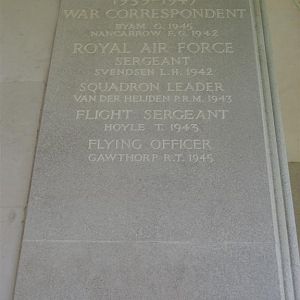 1939-1947
WAR CORRESPONDENT
BYAM G. 1945
NANCARROW F.G. 1942
ROYAL AIR FORCE
SERGEANT
SVENDSEN L.H. 1942
SQUADRON LEADER
VAN DER HEIJDEN P.R.M. 1943
FLIGHT SERGEANT
HOYLE T. 1943
FLYING OFFICER
GAWTHORP R.T. 1945